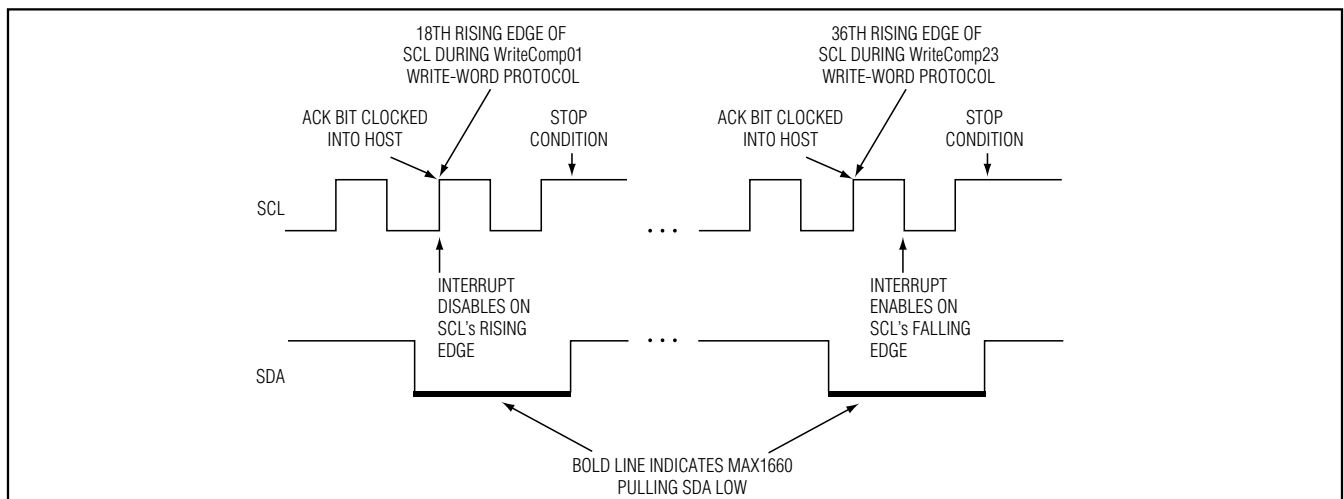 18TH RISING EDGE OF
SCL DURING WriteComp01
WRITE-WORD PROTOCOL
36TH RISING EDGE OF
SCL DURING WriteComp23
WRITE-WORD PROTOCOL
ACK BIT CLOCKED
INTO HOST
STOP
CONDITION
ACK BIT CLOCKED
INTO HOST
STOP
CONDITION
SCL
• • •
INTERRUPT
DISABLES ON
SCL's RISING
EDGE
INTERRUPT
ENABLES ON
SCL's FALLING
EDGE
• • •
SDA
BOLD LINE INDICATES MAX1660
PULLING SDA LOW